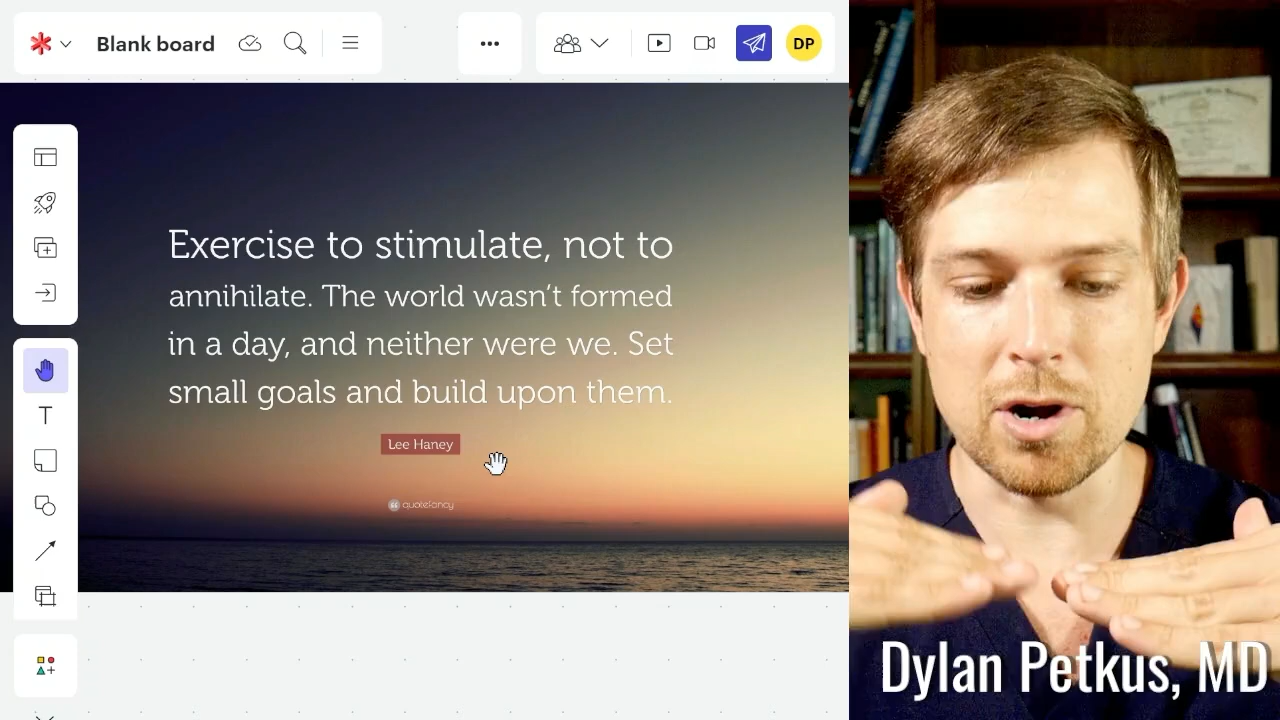 Blank board
DP
Exercise to stimulate, not to
annihilate. The world wasn’t formed
in a day, and neither were we. Set
small goals and build upon them.
Lee Haney
quotefancy
T
Dylan Petkus, MD